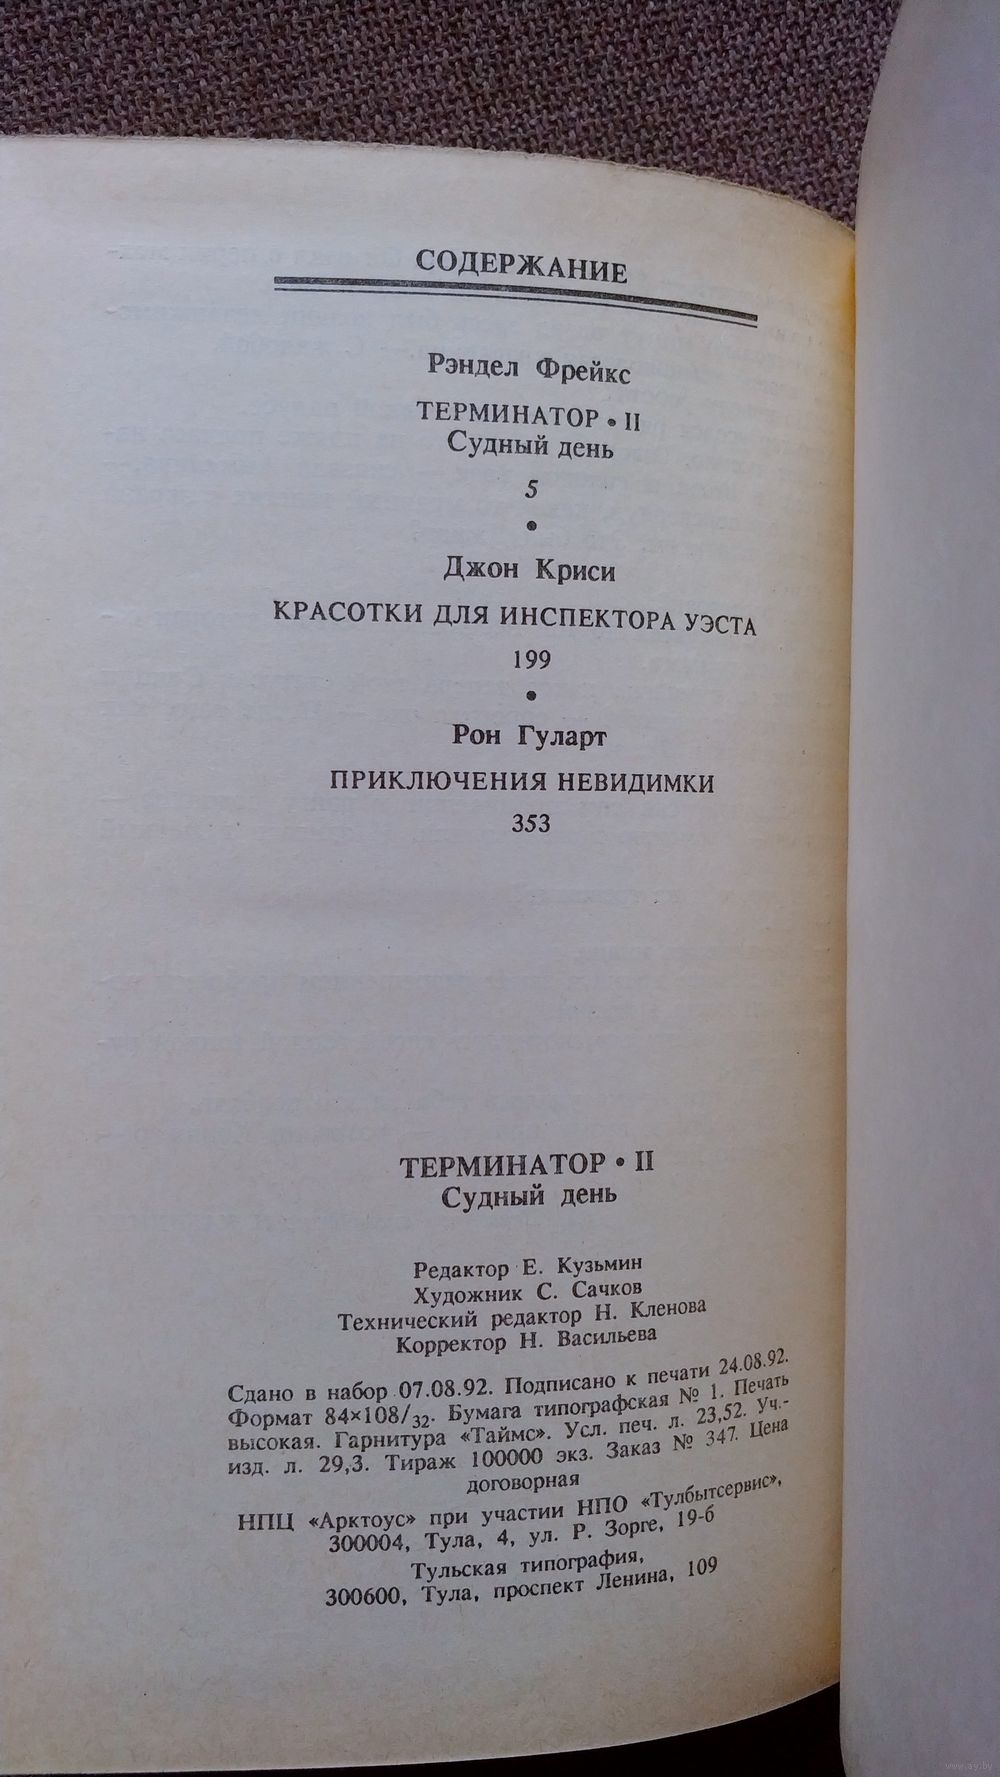 СОДЕРЖАНИЕ
Рэндел Фрейкс
ТЕРМИНАТОР • II
Судный день
5
•
Джон Криси
КРАСОТКИ ДЛЯ ИНСПЕКТОРА УЭСТА
199
•
Рон Гуларт
ПРИКЛЮЧЕНИЯ НЕВИДИМКИ
353
ТЕРМИНАТОР • II
Судный день
Редактор Е. Кузьмин
Художник С. Сачков
Технический редактор Н. Кленова
Корректор Н. Васильева
Сдано в набор 07.08.92. Подписано к печати 24.08.92.
Формат 84×108/32. Бумага типографская № 1. Печать
высокая. Гарнитура «Таймс». Усл. печ. л. 23,52. Уч.-
изд. л. 29,3. Тираж 100000 экз. Заказ № 347. Цена
договорная
НПЦ «Арктоус» при участии НПО «Тулбытсервис»,
300004, Тула, 4, ул. Р. Зорге, 19-б
Тульская типография,
300600, Тула, проспект Ленина, 109
www.ay.by